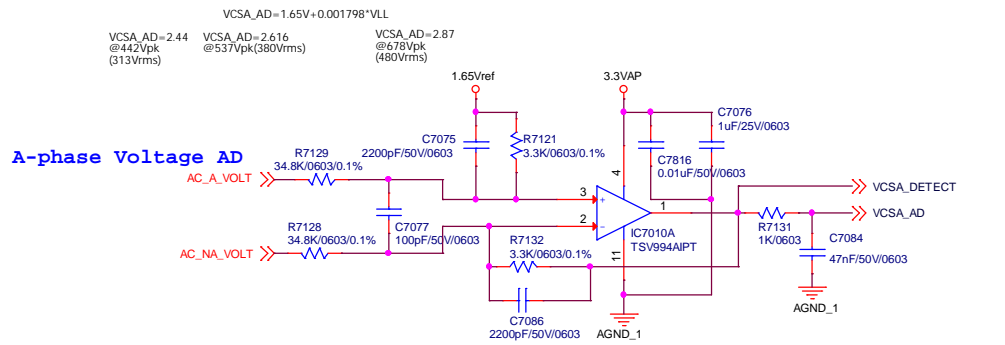 VCSA_AD=1.65V+0.001798*VLL
VCSA_AD=2.44
@442Vpk
(313Vrms)
VCSA_AD=2.616
@537Vpk(380Vrms)
VCSA_AD=2.87
@678Vpk
(480Vrms)
1.65Vref
3.3VAP
A-phase Voltage AD
C7075
2200pF/50V/0603
R7121
3.3K/0603/0.1%
C7076
1uF/25V/0603
C7816
0.01uF/50V/0603
R7129
34.8K/0603/0.1%
AC_A_VOLT
C7077
100pF/50V/0603
R7128
34.8K/0603/0.1%
AC_NA_VOLT
3
+
2
-
4
11
1
IC7010A
TSV994AIPT
R7132
3.3K/0603/0.1%
C7086
2200pF/50V/0603
AGND_1
VCSA_DETECT
VCSA_AD
R7131
1K/0603
C7084
47nF/50V/0603
AGND_1